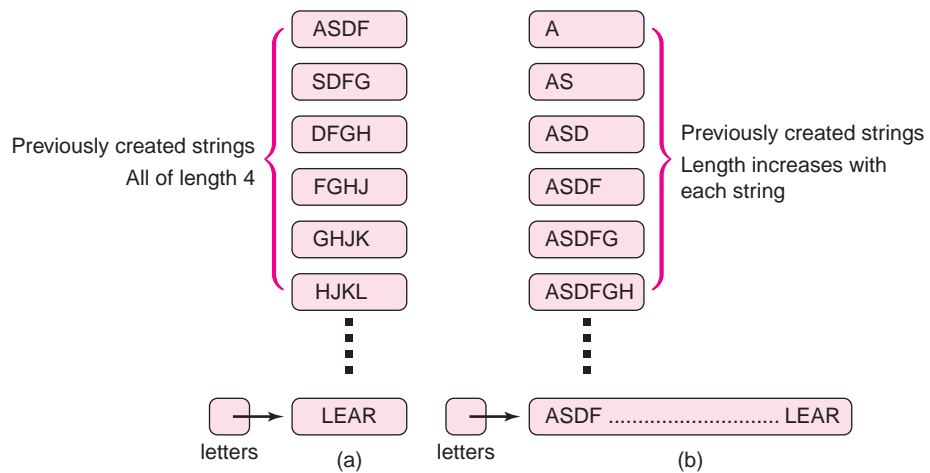 ASDF
SDFG
DFGH
FGHJ
GHJK
HJKL
Previously created strings
All of length 4
LEAR
letters
(a)
A
AS
ASD
ASDF
ASDFG
ASDFGH
Previously created strings
Length increases with
each string
ASDF ............................ LEAR
letters
(b)